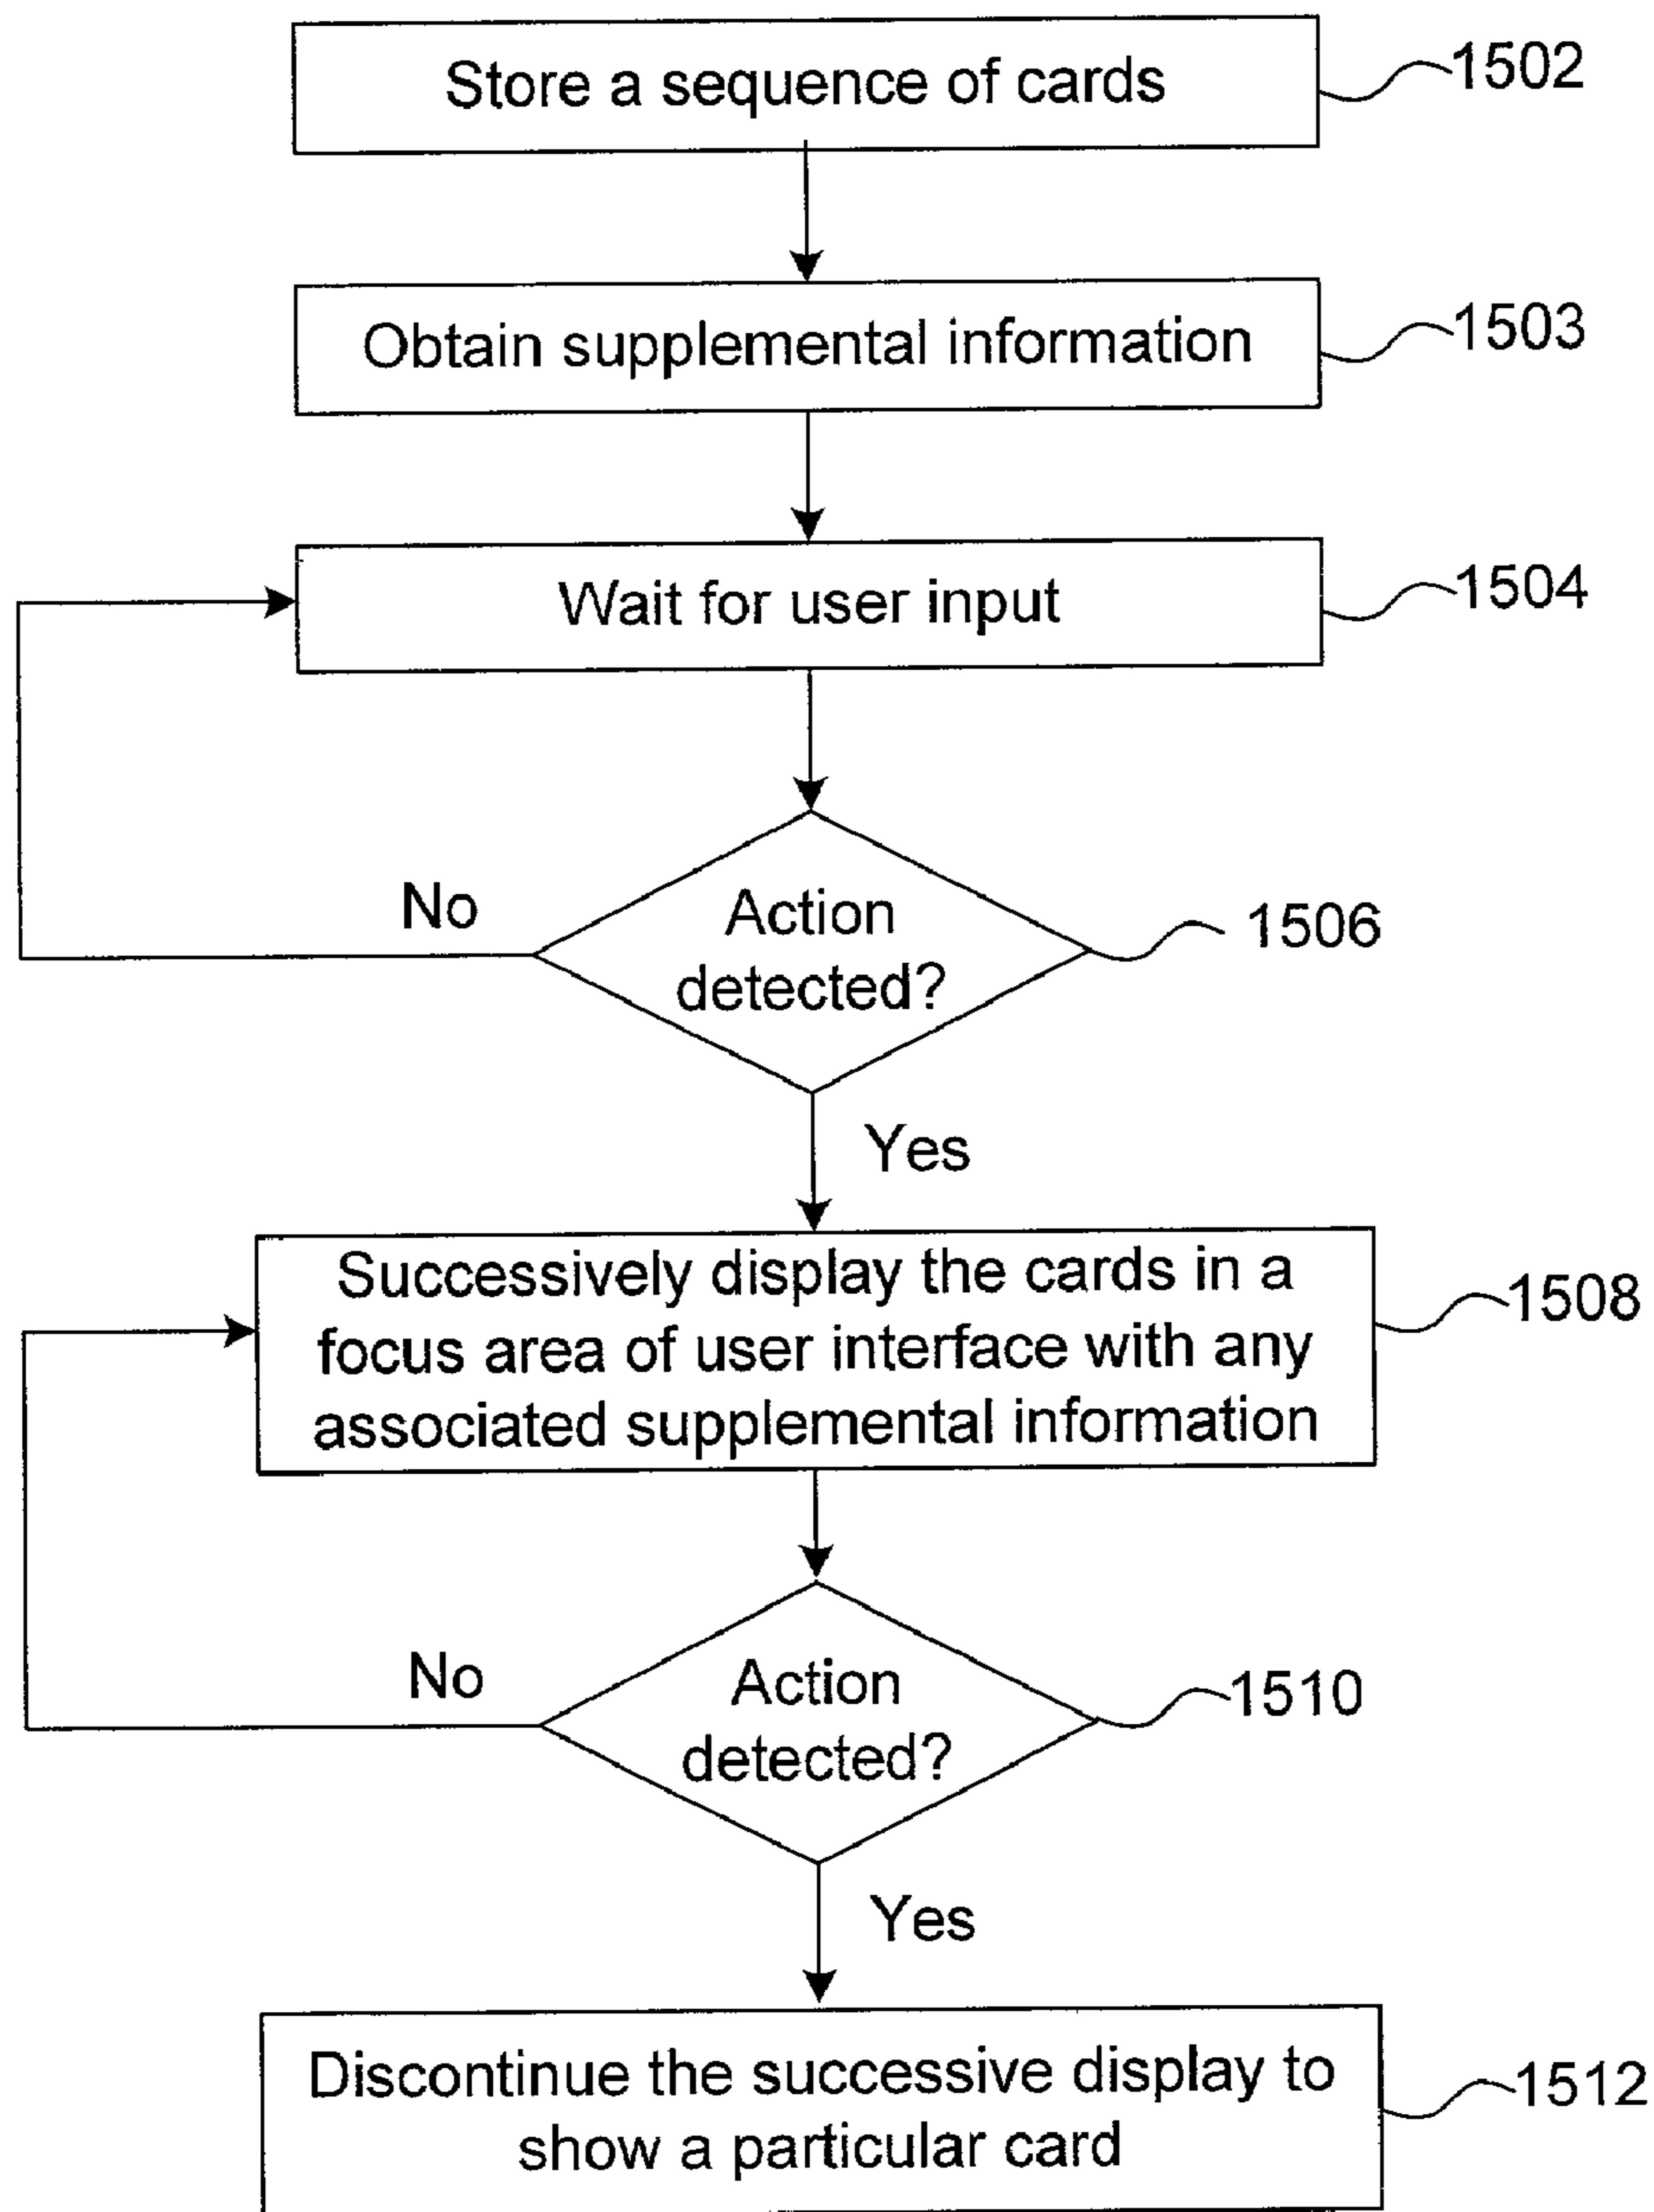 Store a sequence of cards
1502
Obtain supplemental information
1503
Wait for user input
1504
Action
detected?
1506
No
Yes
Successively display the cards in a
focus area of user interface with any
associated supplemental information
1508
Action
detected?
1510
No
Yes
Discontinue the successive display to
show a particular card
1512